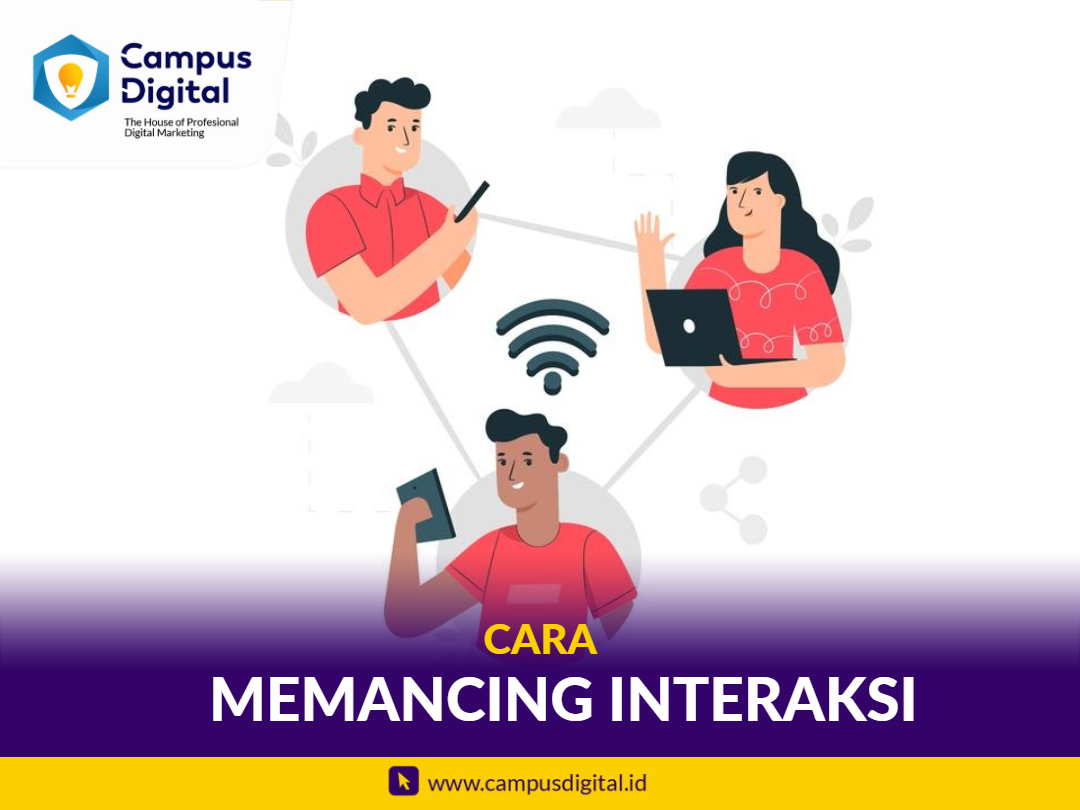 Campus
Digital
The House of Profesional
Digital Marketing
CARA
MEMANCING INTERAKSI
www.campusdigital.id